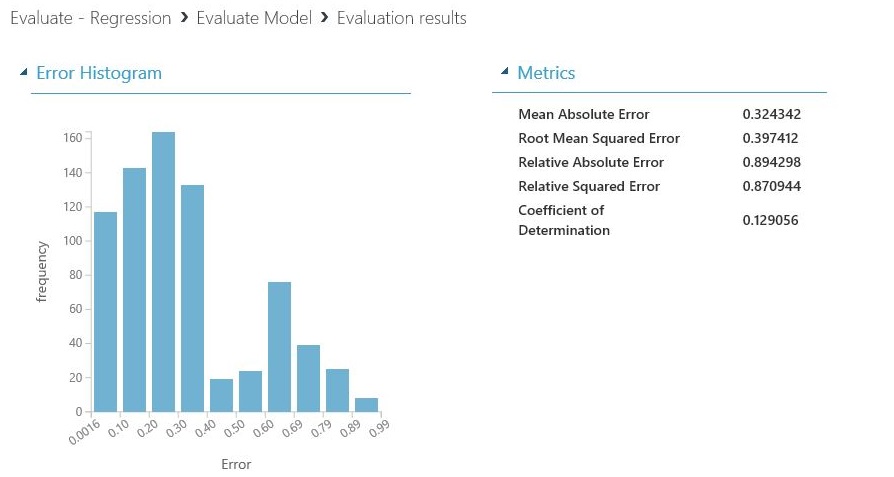 Evaluate - Regression > Evaluate Model > Evaluation results
Error Histogram
160
140
120
100
80
60
40
20
0
frequency
0.0016
0.10
0.20
0.30
0.40
0.50
0.60
0.69
0.79
0.89
0.99
Error
Metrics
Mean Absolute Error 0.324342
Root Mean Squared Error 0.397412
Relative Absolute Error 0.894298
Relative Squared Error 0.870944
Coefficient of
Determination 0.129056